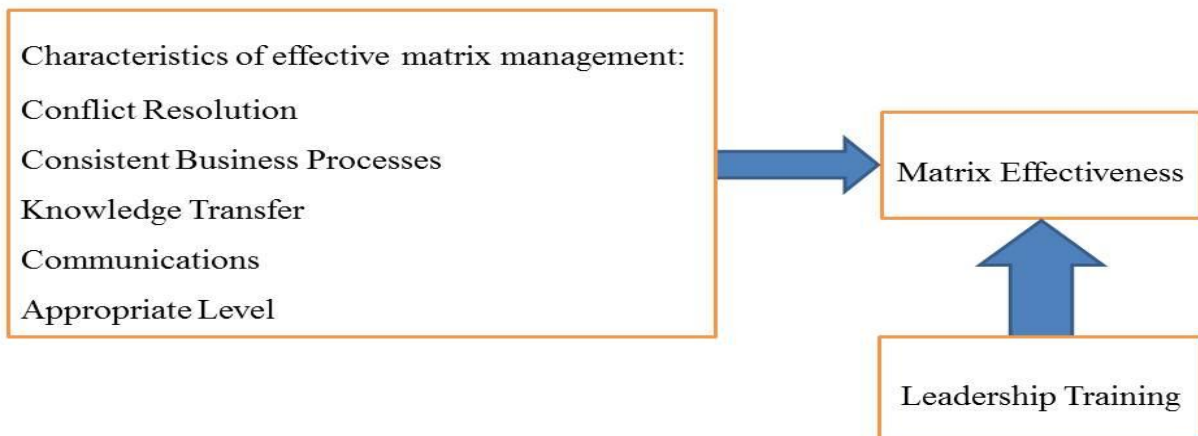 Characteristics of effective matrix management:
Conflict Resolution
Consistent Business Processes
Knowledge Transfer
Communications
Appropriate Level
Matrix Effectiveness
Leadership Training